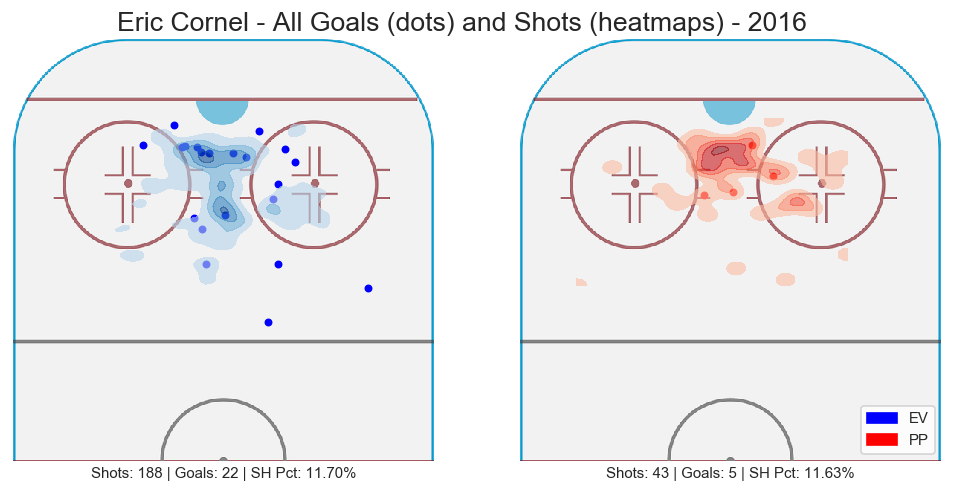 Eric Cornel - All Goals (dots) and Shots (heatmaps) - 2016
EV
PP
Shots: 188 | Goals: 22 | SH Pct: 11.70%
Shots: 43 | Goals: 5 | SH Pct: 11.63%